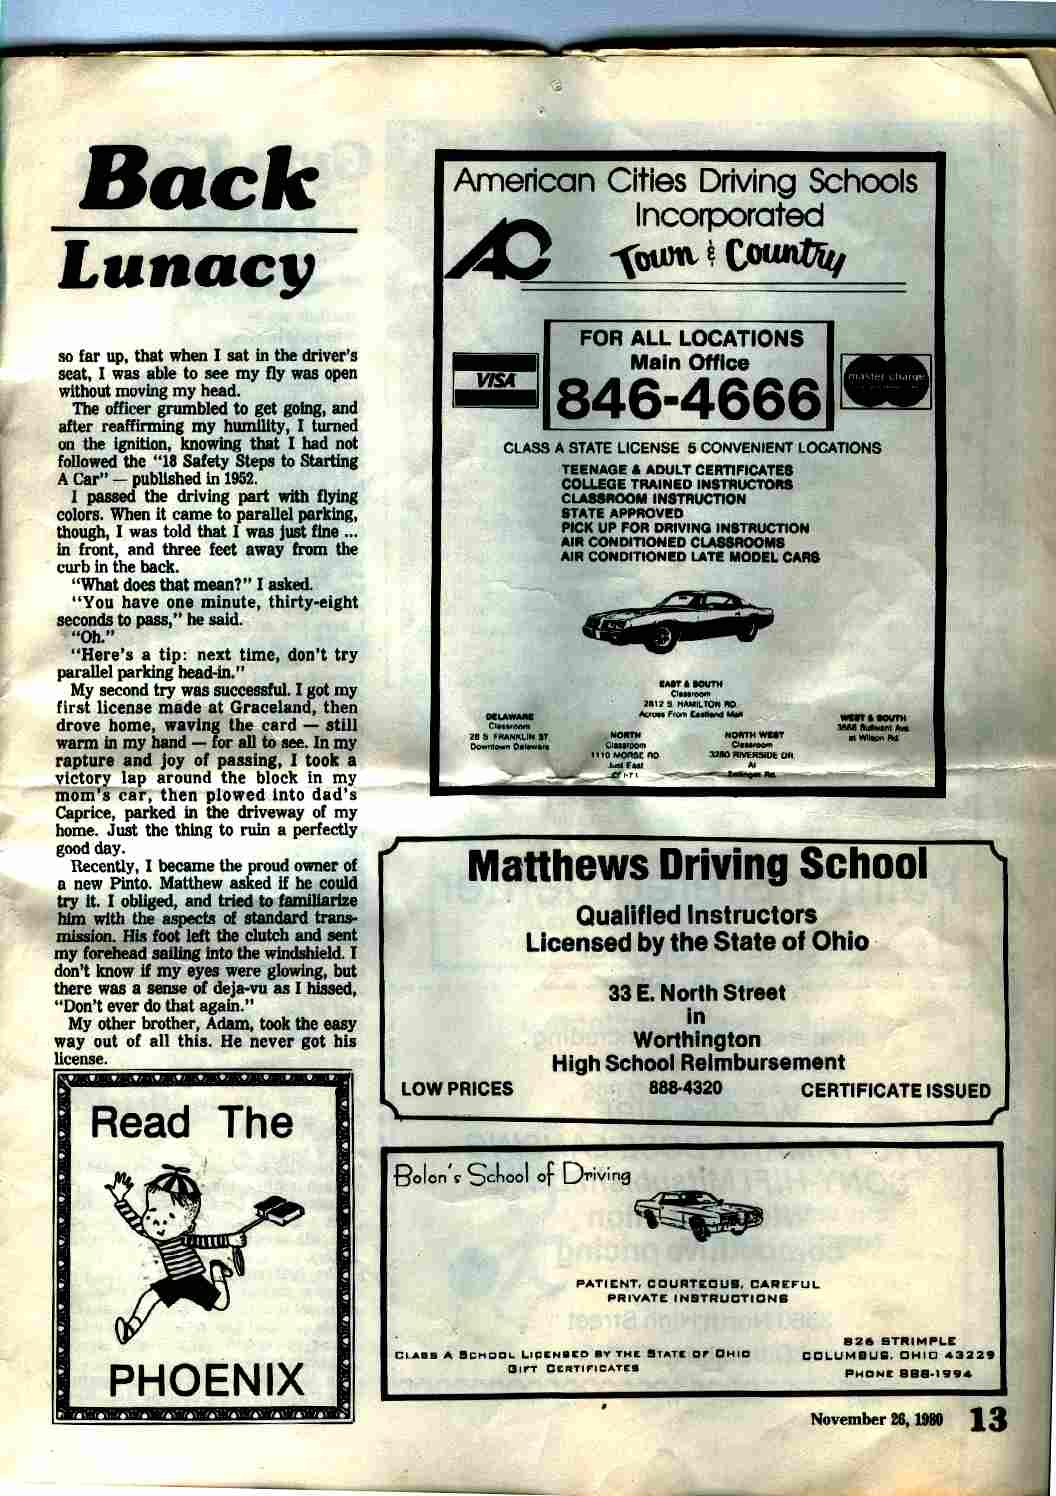 Back
Lunacy
so far up, that when I sat in the driver's
seat, I was able to see my fly was open
without moving my head.
The officer grumbled to get going, and
after reaffirming my humility, I turned
on the ignition, knowing that I had not
followed the "18 Safety Steps to Starting
A Car" — published in 1952.
I passed the driving part with flying
colors. When it came to parallel parking,
though, I was told that I was just fine ...
in front, and three feet away from the
curb in the back.
"What does that mean?" I asked.
"You have one minute, thirty-eight
seconds to pass," he said.
"Oh."
"Here's a tip: next time, don't try
parallel parking head-in."
My second try was successful. I got my
first license made at Graceland, then
drove home, waving the card — still
warm in my hand — for all to see. In my
rapture and joy of passing, I took a
victory lap around the block in my
mom's car, then plowed into dad's
Caprice, parked in the driveway of my
home. Just the thing to ruin a perfectly
good day.
Recently, I became the proud owner of
a new Pinto. Matthew asked if he could
try it. I obliged, and tried to familiarize
him with the aspects of standard trans-
mission. His foot left the clutch and sent
my forehead sailing into the windshield. I
don't know if my eyes were glowing, but
there was a sense of deja-vu as I hissed,
"Don't ever do that again."
My other brother, Adam, took the easy
way out of all this. He never got his
license.
Read The
PHOENIX
American Cities Driving Schools
Incorporated
AC
Town & Country
FOR ALL LOCATIONS
Main Office
846-4666
VISA
master charge
CLASS A STATE LICENSE 5 CONVENIENT LOCATIONS
TEENAGE & ADULT CERTIFICATES
COLLEGE TRAINED INSTRUCTORS
CLASSROOM INSTRUCTION
STATE APPROVED
PICK UP FOR DRIVING INSTRUCTION
AIR CONDITIONED CLASSROOMS
AIR CONDITIONED LATE MODEL CARS
EAST & SOUTH
Classroom
2812 S. HAMILTON RD.
Across From Eastland Mall
DELAWARE
Classroom
28 S. FRANKLIN ST.
Downtown Delaware
NORTH
Classroom
1110 MORSE RD.
Just East
Of I-71
NORTH WEST
Classroom
3280 RIVERSIDE DR.
At
WEST & SOUTH
Sullivant Ave.
at Wilson Rd.
Matthews Driving School
Qualified Instructors
Licensed by the State of Ohio
33 E. North Street
in
Worthington
High School Reimbursement
LOW PRICES 888-4320 CERTIFICATE ISSUED
Bolon's School of Driving
PATIENT, COURTEOUS, CAREFUL
PRIVATE INSTRUCTIONS
CLASS A SCHOOL LICENSED BY THE STATE OF OHIO
GIFT CERTIFICATES
826 STRIMPLE
COLUMBUS, OHIO 43229
PHONE 888-1994
November 26, 1980 13